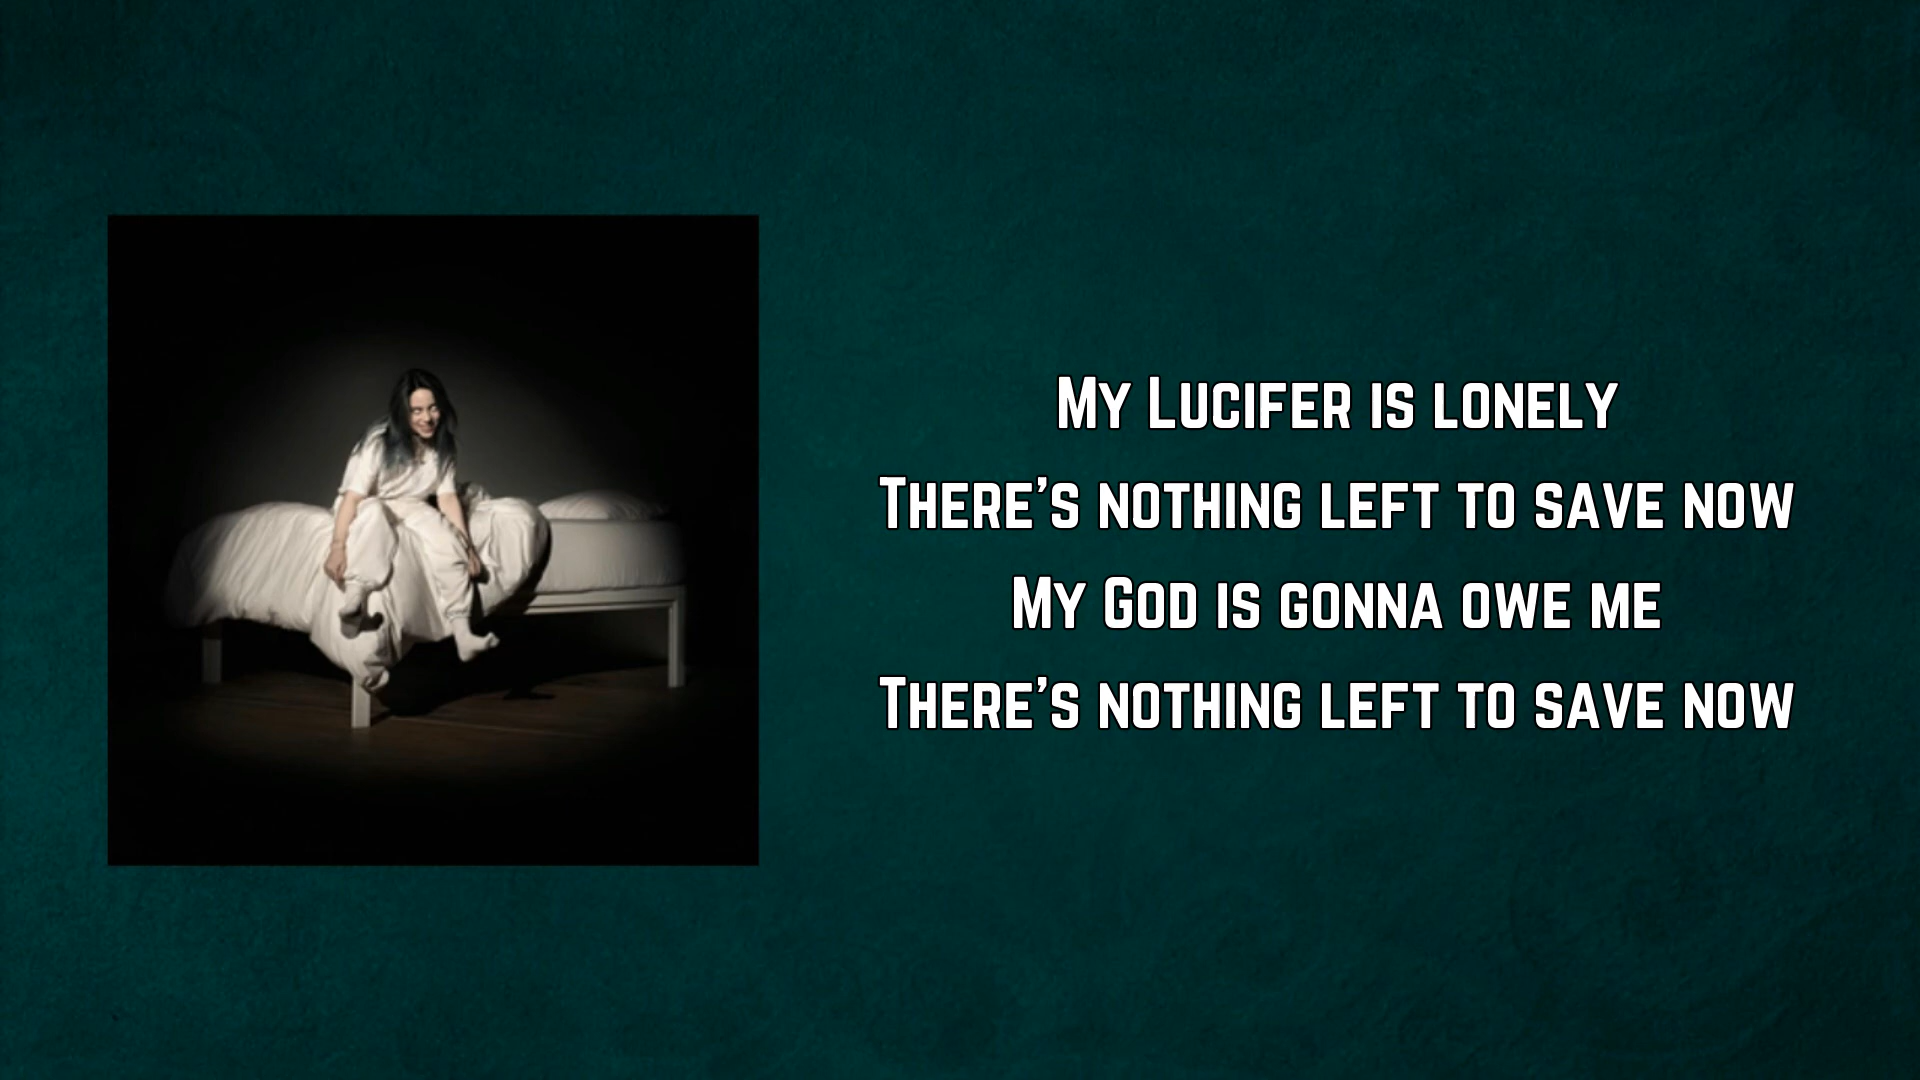 My Lucifer is lonely
There's nothing left to save now
My God is gonna owe me
There's nothing left to save now